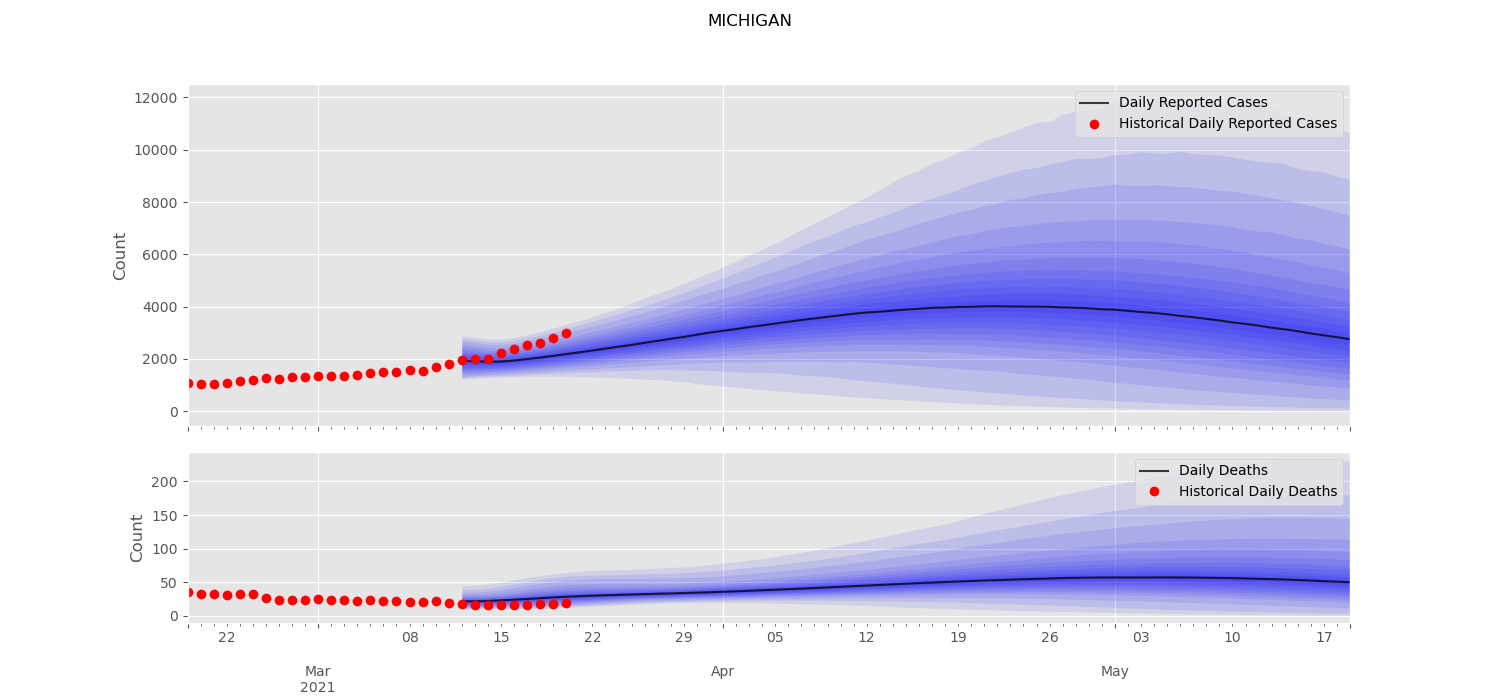 MICHIGAN
12000
10000
8000
6000
4000
2000
0
Count
Daily Reported Cases
Historical Daily Reported Cases
200
150
100
50
0
Count
Daily Deaths
Historical Daily Deaths
22 08 15 22 29 05 12 19 26 03 10 17
Mar Apr May
2021